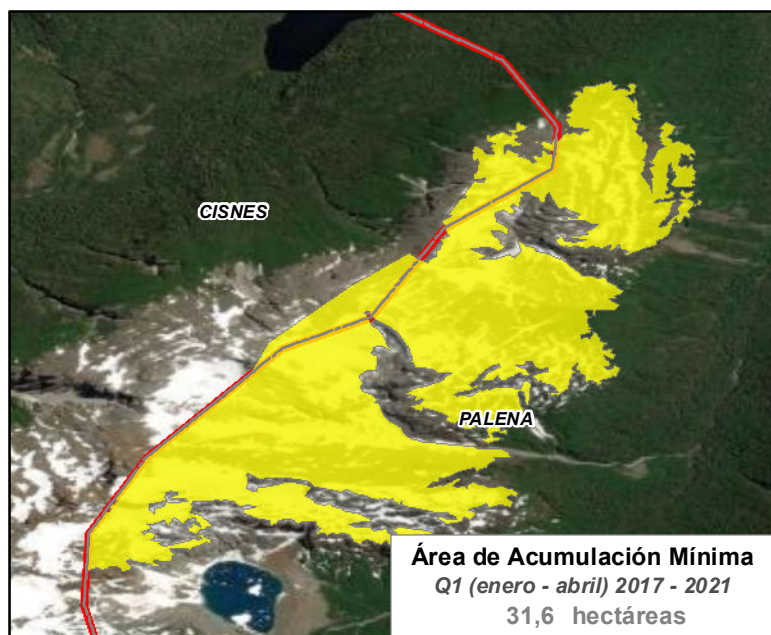 CISNES
PALENA
Área de Acumulación Mínima
Q1 (enero - abril) 2017 - 2021
31,6 hectáreas